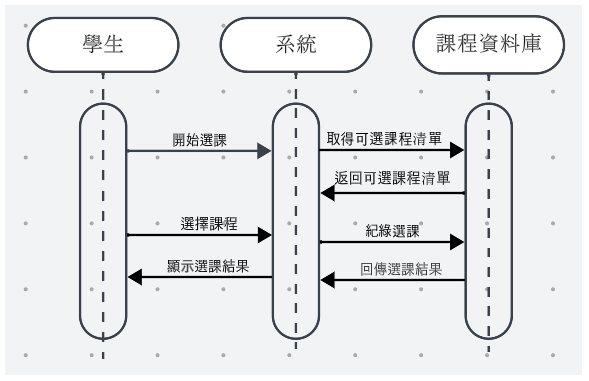 學生
系統
課程資料庫
開始選課
取得可選課程清單
返回可選課程清單
選擇課程
紀綠選課
顯示選課結果
回傳選課結果